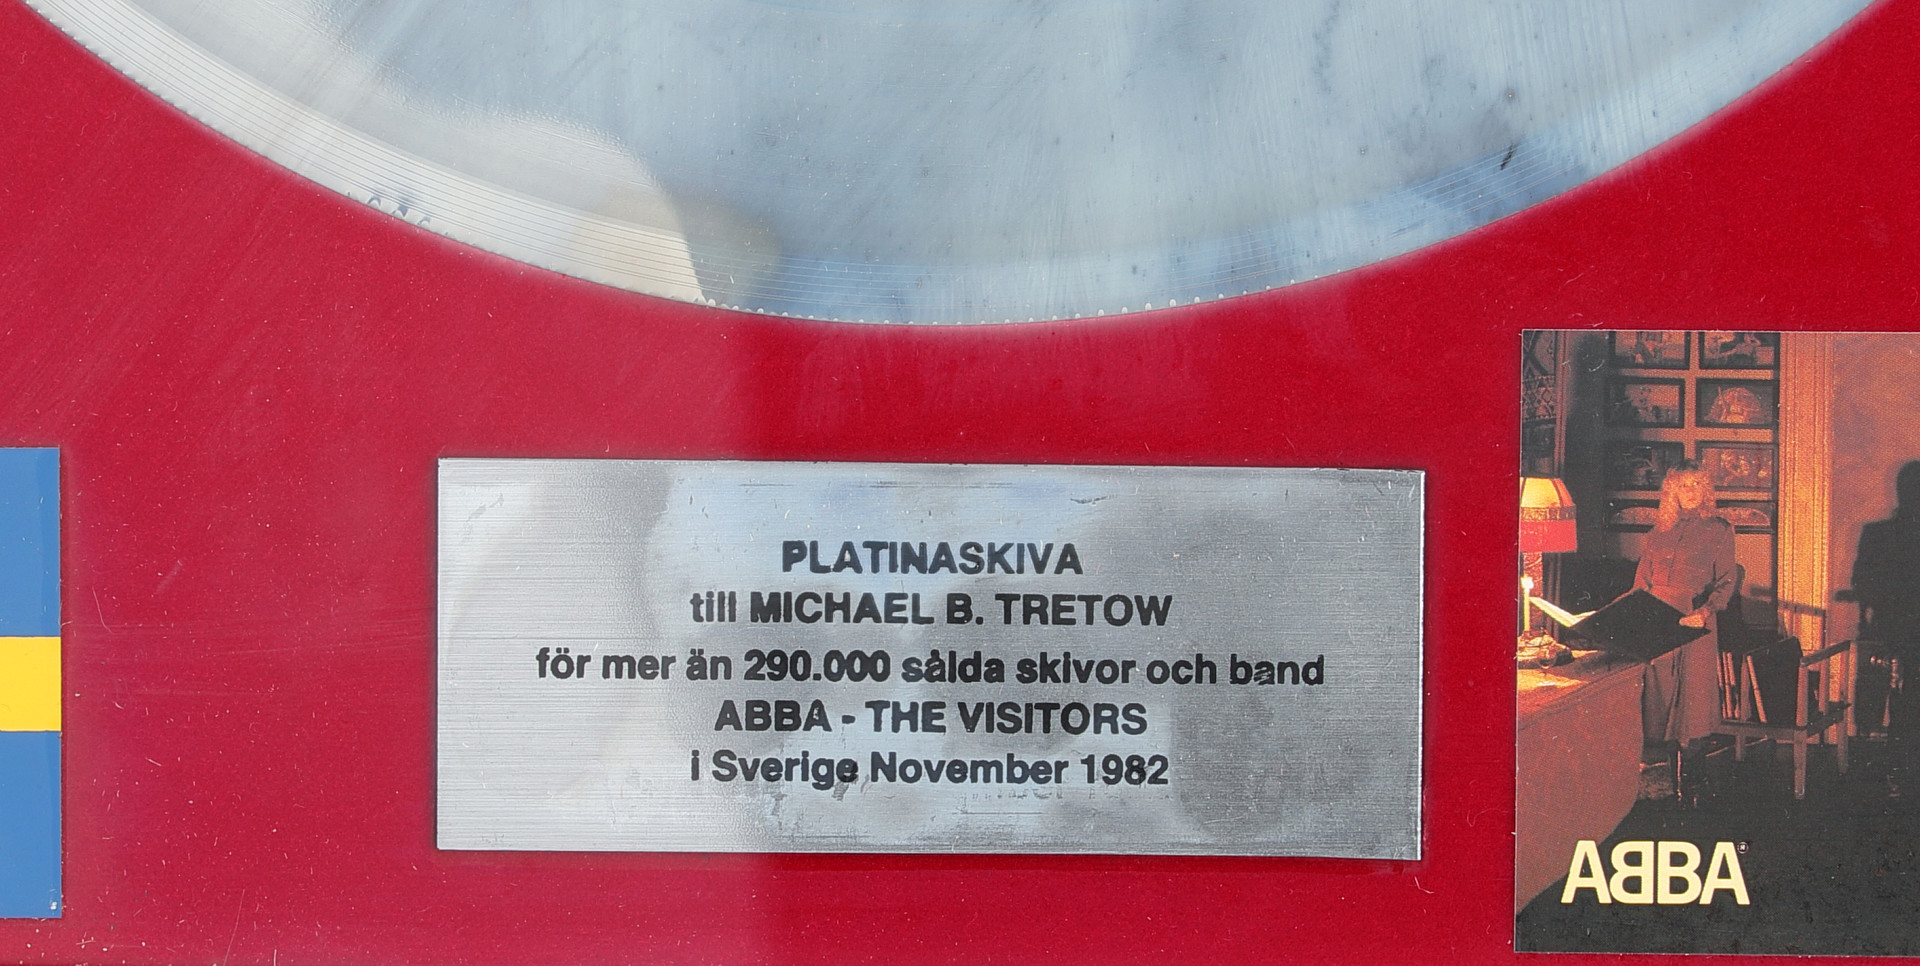 PLATINASKIVA
till MICHAEL B. TRETOW
för mer än 290.000 sålda skivor och band
ABBA - THE VISITORS
i Sverige November 1982
ABBA®